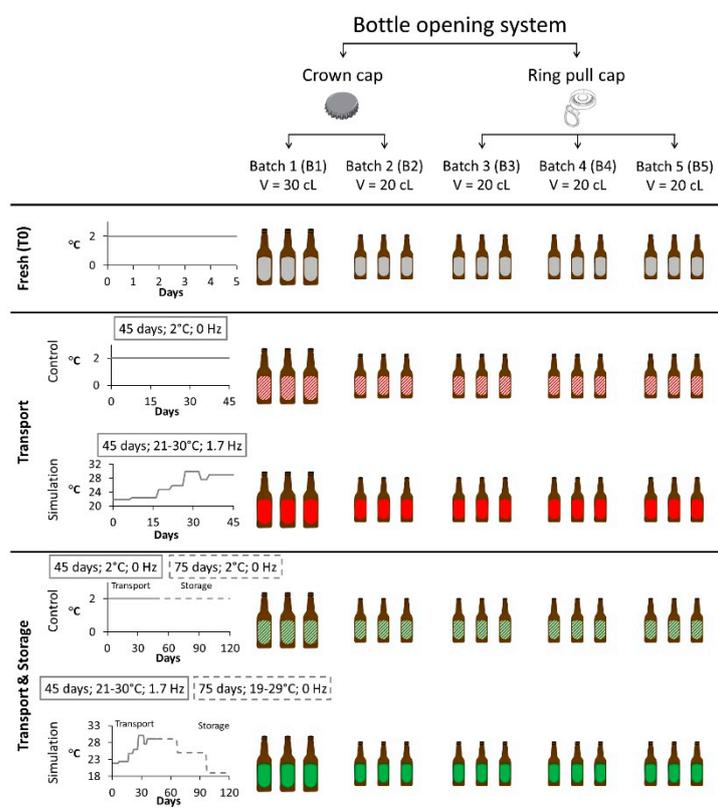 Bottle opening system
Crown cap
Ring pull cap
Batch 1 (B1)
V = 30 cL
Batch 2 (B2)
V = 20 cL
Batch 3 (B3)
V = 20 cL
Batch 4 (B4)
V = 20 cL
Batch 5 (B5)
V = 20 cL
Fresh (T0)
°C
2
0
0 1 2 3 4 5
Days
Transport
Control
45 days; 2°C; 0 Hz
°C
2
0
0 15 30 45
Days
Simulation
45 days; 21-30°C; 1.7 Hz
°C
32
28
24
20
0 15 30 45
Days
Transport & Storage
Control
45 days; 2°C; 0 Hz
75 days; 2°C; 0 Hz
Transport Storage
°C
2
0
0 30 60 90 120
Days
Simulation
45 days; 21-30°C; 1.7 Hz
75 days; 19-29°C; 0 Hz
Transport Storage
°C
33
28
23
18
0 30 60 90 120
Days